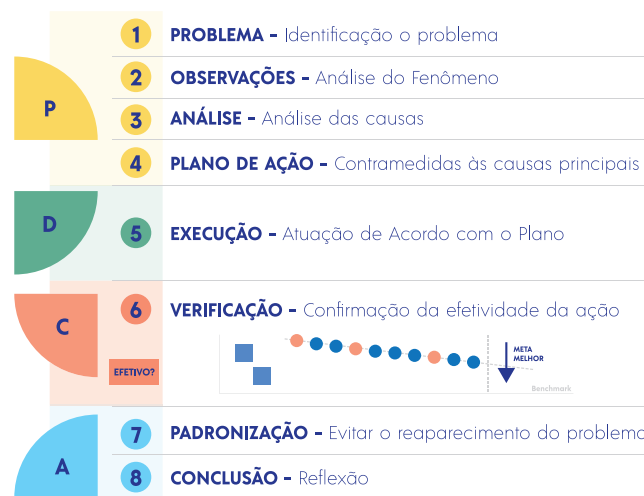 1 PROBLEMA - Identificação o problema
2 OBSERVAÇÕES - Análise do Fenômeno
P
3 ANÁLISE - Análise das causas
4 PLANO DE AÇÃO - Contramedidas às causas principais
D
5 EXECUÇÃO - Atuação de Acordo com o Plano
6 VERIFICAÇÃO - Confirmação da efetividade da ação
C
META
MELHOR
EFETIVO?
Benchmark
7 PADRONIZAÇÃO - Evitar o reaparecimento do problema
A
8 CONCLUSÃO - Reflexão